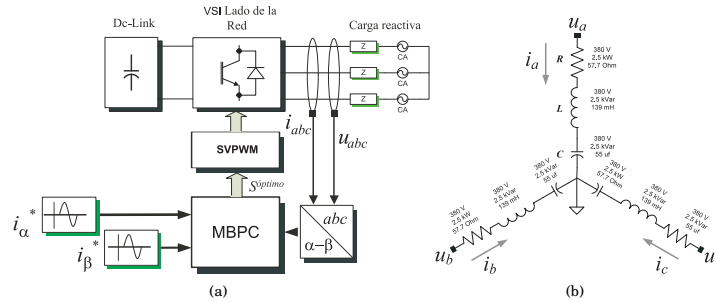 Dc-Link
VSI Lado de la
Red
Carga reactiva
Z
CA
Z
CA
Z
CA
i_abc
u_abc
SVPWM
S^óptimo
MBPC
abc
α−β
i_α*
i_β*
(a)
u_a
i_a
R
380 V
2.5 kW
57.7 Ohm
L
380 V
2.5 kVar
139 mH
C
380 V
2.5 kVar
55 uf
380 V
2.5 kVar
55 uf
380 V
2.5 kVar
139 mH
380 V
2.5 kW
57.7 Ohm
u_b
i_b
380 V
2.5 kW
57.7 Ohm
380 V
2.5 kVar
139 mH
380 V
2.5 kVar
55 uf
i_c
u
(b)